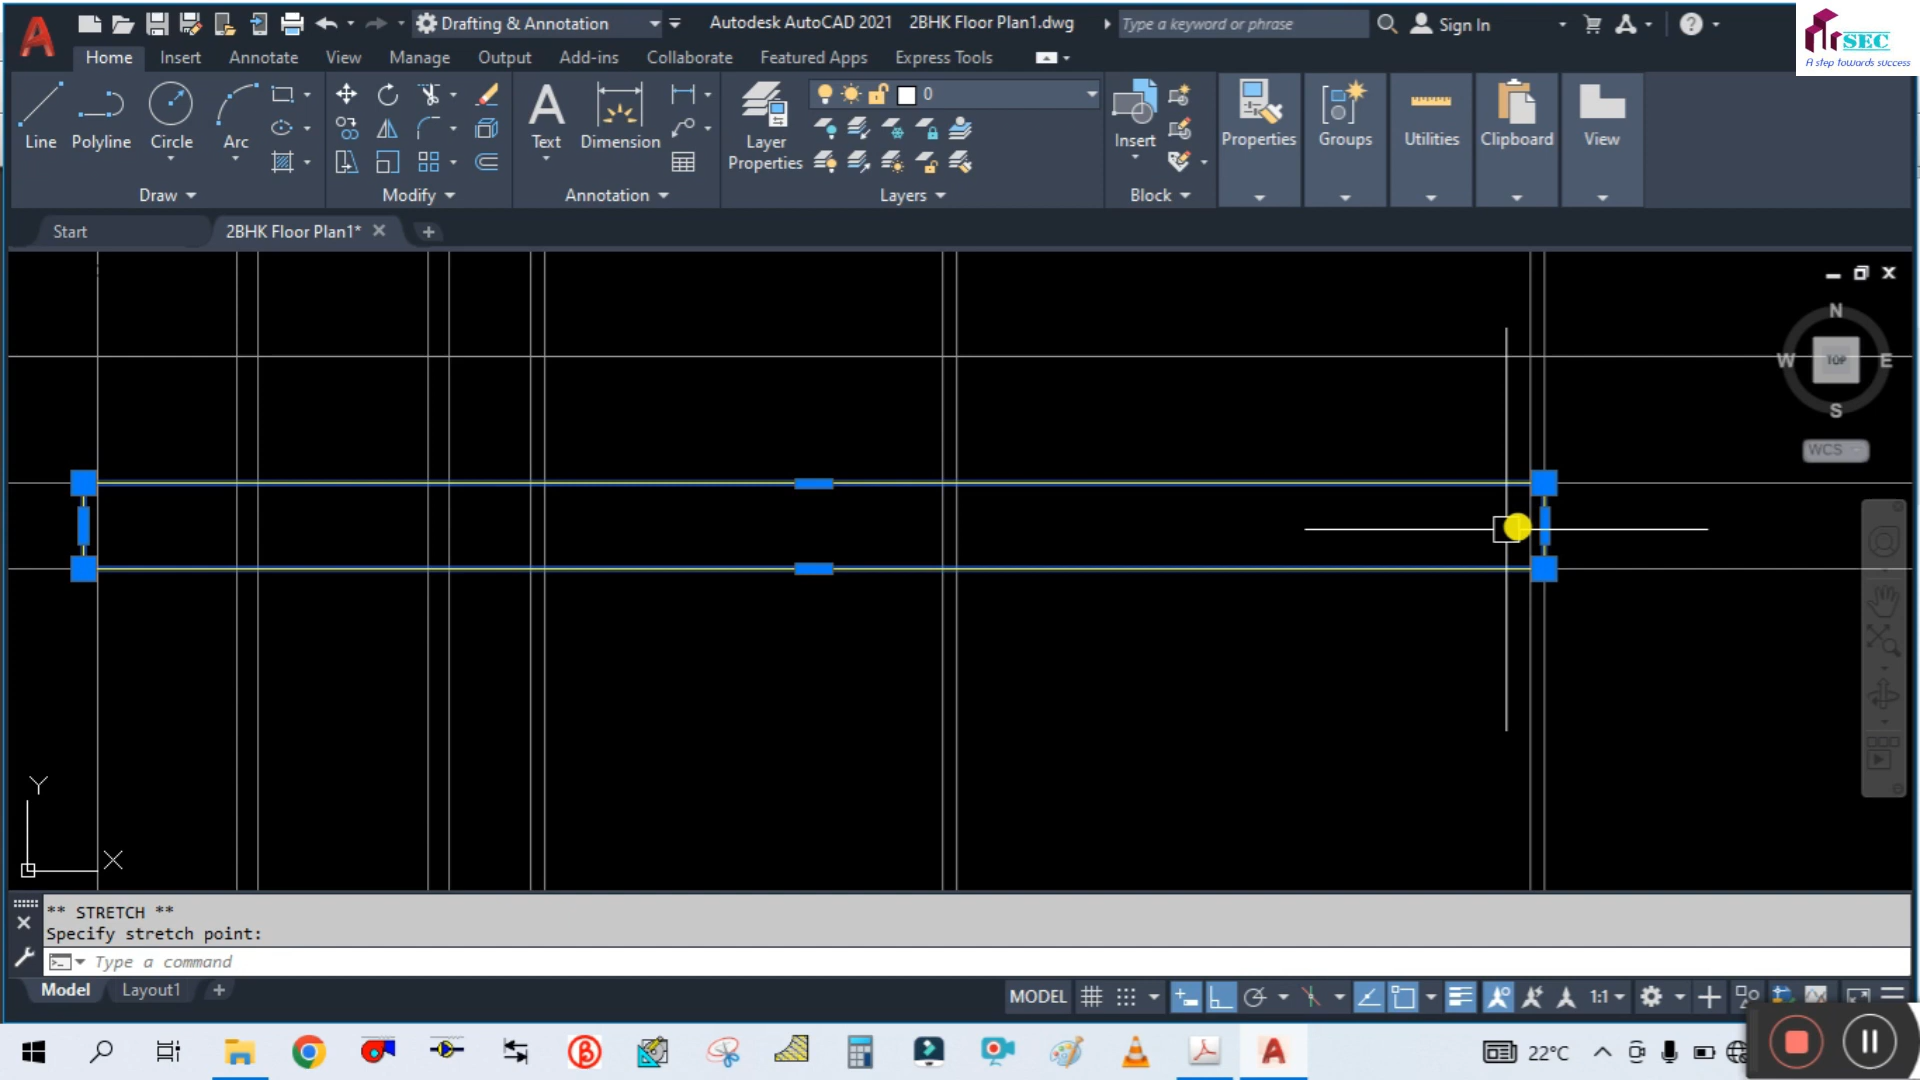 Drafting & Annotation
Autodesk AutoCAD 2021 2BHK Floor Plan1.dwg
Type a keyword or phrase
Sign In
SEC
A step towards success
Home Insert Annotate View Manage Output Add-ins Collaborate Featured Apps Express Tools
0
Line Polyline Circle Arc
Text Dimension
Layer Properties
Insert
Properties Groups Utilities Clipboard View
Draw Modify Annotation Layers Block
Start 2BHK Floor Plan1*
N
W TOP E
S
WCS
Y
X
** STRETCH **
Specify stretch point:
Type a command
Model Layout1
MODEL 1:1
22°C